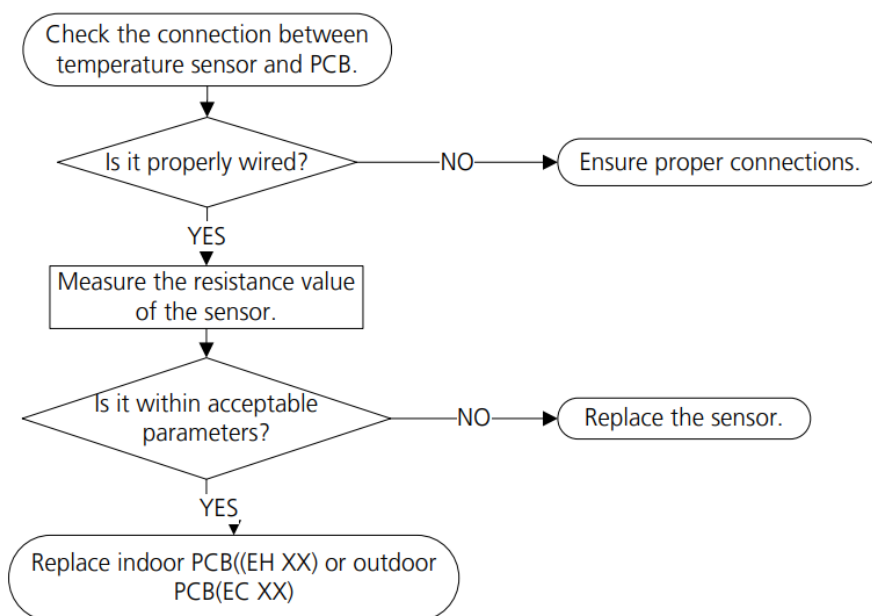 Check the connection between
temperature sensor and PCB.
Is it properly wired?
NO
Ensure proper connections.
YES
Measure the resistance value
of the sensor.
Is it within acceptable
parameters?
NO
Replace the sensor.
YES
Replace indoor PCB((EH XX) or outdoor
PCB(EC XX)